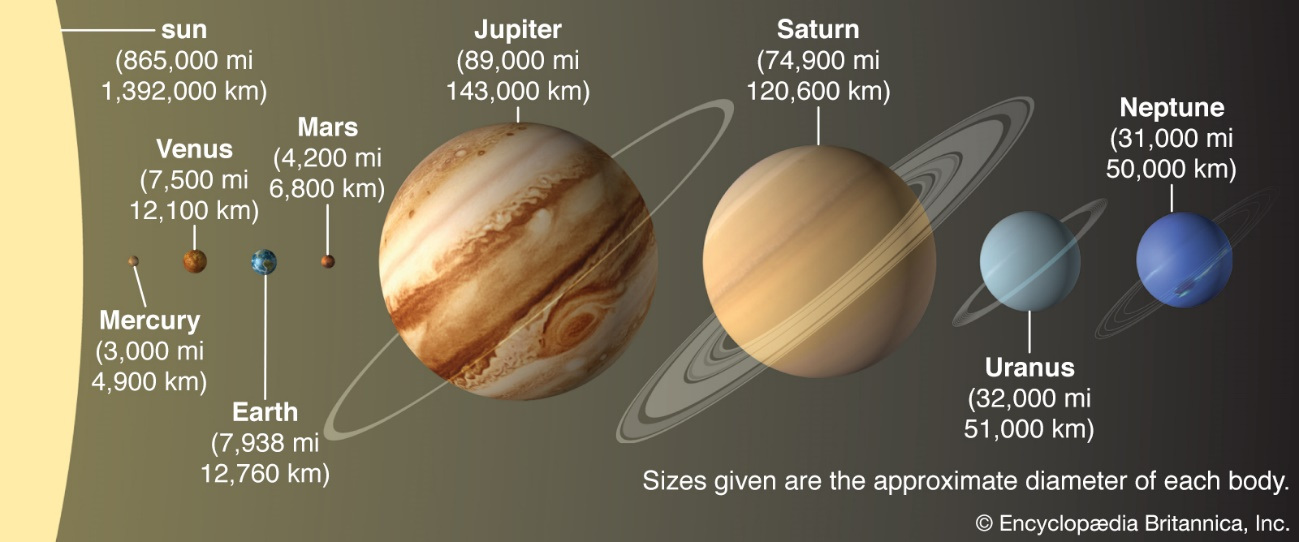 sun
(865,000 mi
1,392,000 km)
Jupiter
(89,000 mi
143,000 km)
Saturn
(74,900 mi
120,600 km)
Neptune
(31,000 mi
50,000 km)
Mars
(4,200 mi
6,800 km)
Venus
(7,500 mi
12,100 km)
Mercury
(3,000 mi
4,900 km)
Earth
(7,938 mi
12,760 km)
Uranus
(32,000 mi
51,000 km)
Sizes given are the approximate diameter of each body.
© Encyclopædia Britannica, Inc.